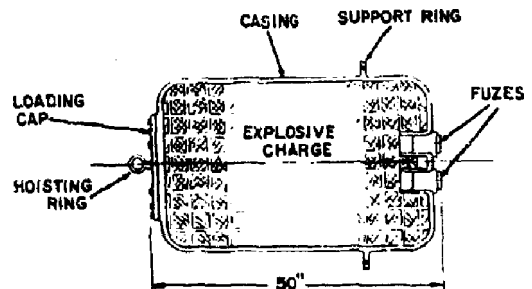 CASING
SUPPORT RING
LOADING
CAP
FUZES
EXPLOSIVE
CHARGE
HOISTING
RING
50"